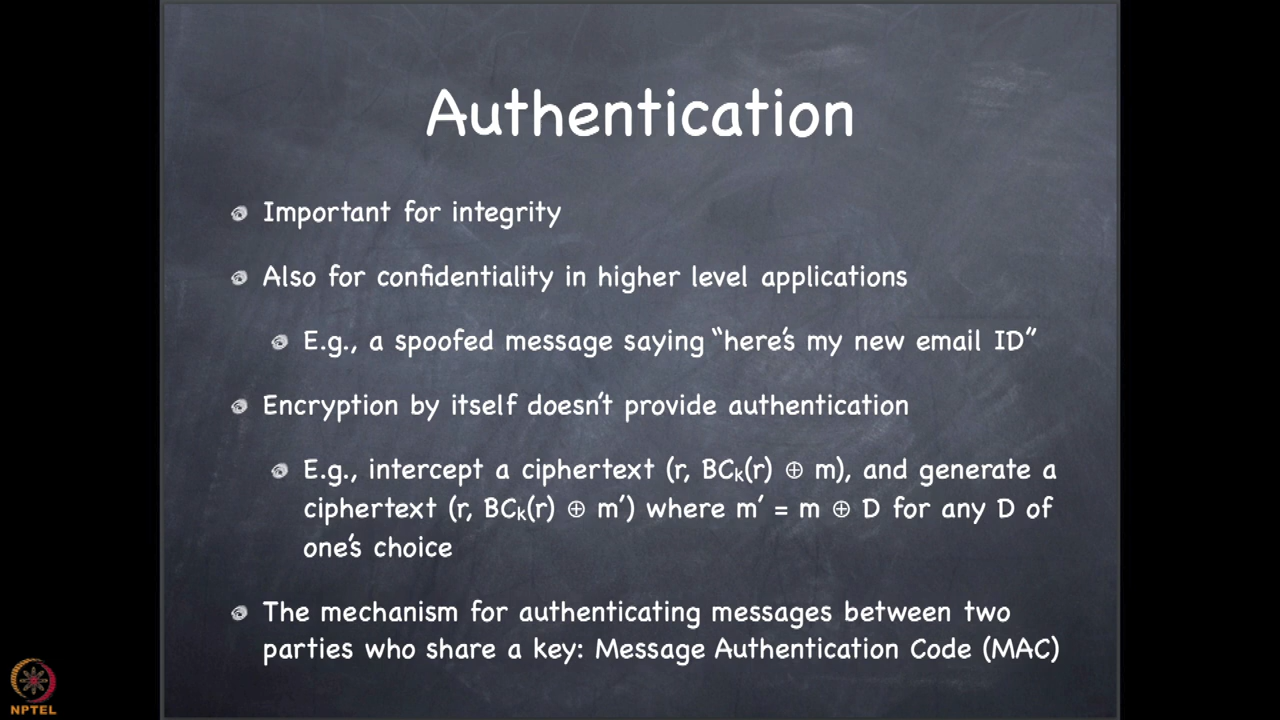 Authentication
Important for integrity
Also for confidentiality in higher level applications
E.g., a spoofed message saying “here’s my new email ID”
Encryption by itself doesn’t provide authentication
E.g., intercept a ciphertext (r, BCₖ(r) ⊕ m), and generate a
ciphertext (r, BCₖ(r) ⊕ m’) where m’ = m ⊕ D for any D of
one’s choice
The mechanism for authenticating messages between two
parties who share a key: Message Authentication Code (MAC)
NPTEL